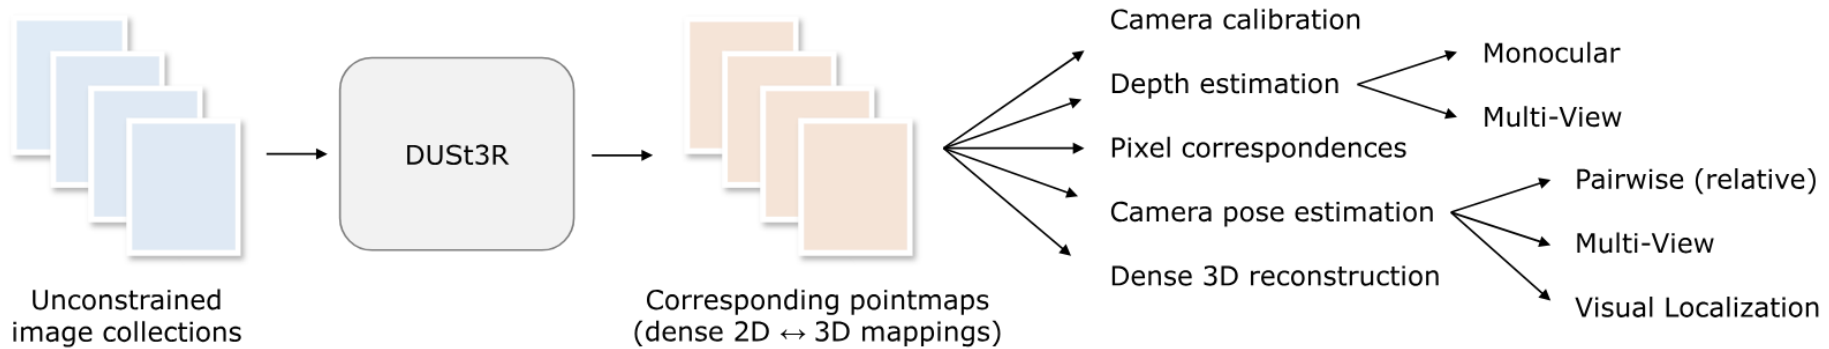 Unconstrained
image collections
DUSt3R
Corresponding pointmaps
(dense 2D ↔ 3D mappings)
Camera calibration
Depth estimation
Monocular
Multi-View
Pixel correspondences
Camera pose estimation
Pairwise (relative)
Multi-View
Visual Localization
Dense 3D reconstruction